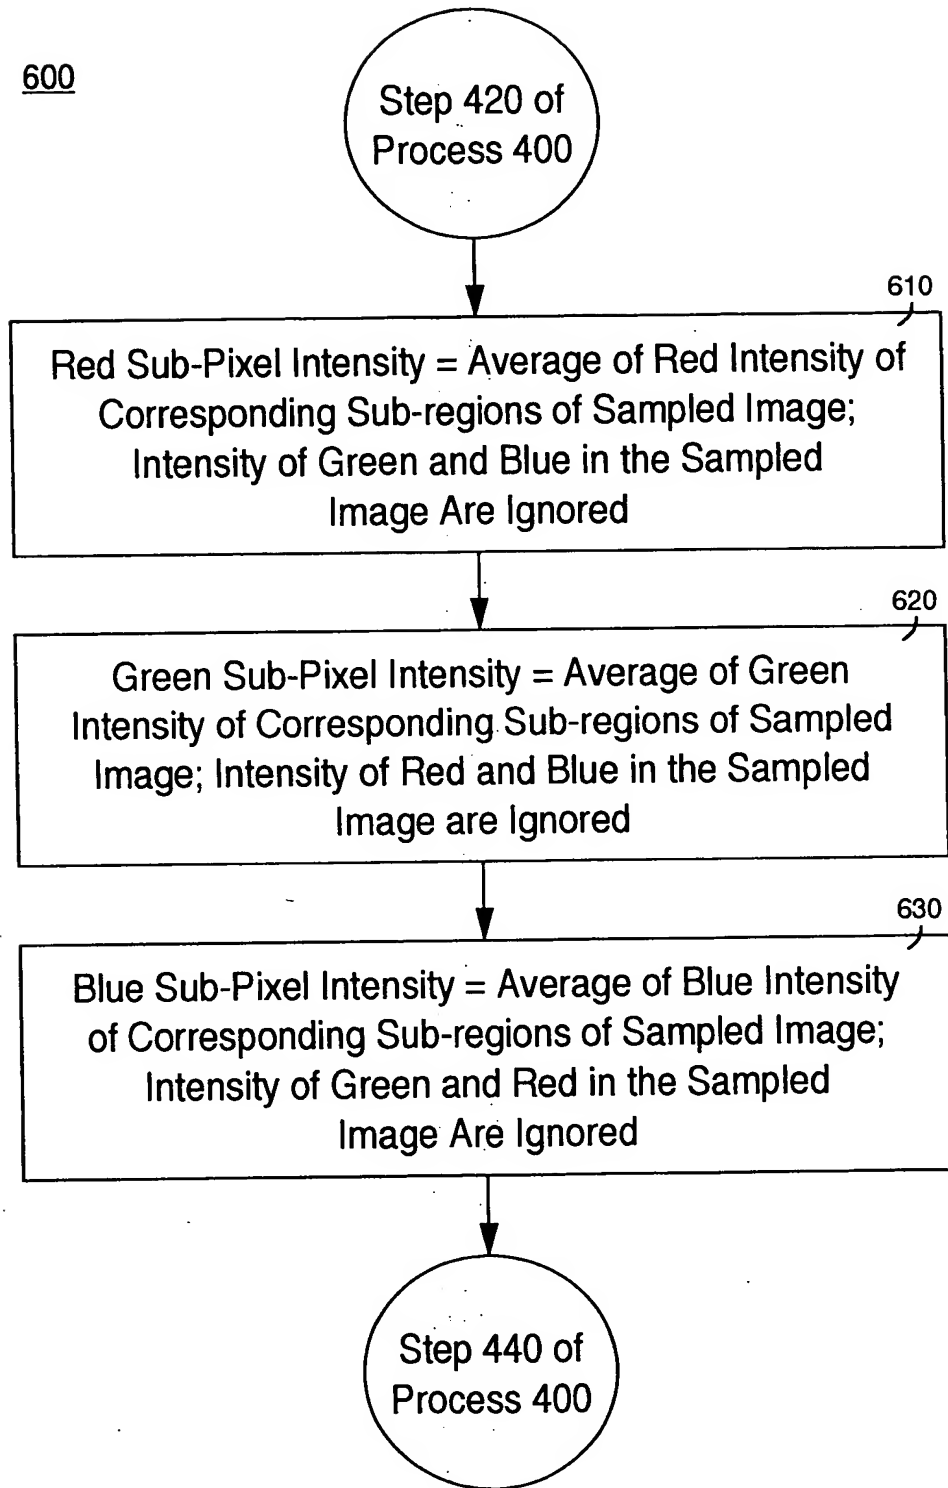 600
Step 420 of
Process 400
610
Red Sub-Pixel Intensity = Average of Red Intensity of
Corresponding Sub-regions of Sampled Image;
Intensity of Green and Blue in the Sampled
Image Are Ignored
620
Green Sub-Pixel Intensity = Average of Green
Intensity of Corresponding Sub-regions of Sampled
Image; Intensity of Red and Blue in the Sampled
Image are Ignored
630
Blue Sub-Pixel Intensity = Average of Blue Intensity
of Corresponding Sub-regions of Sampled Image;
Intensity of Green and Red in the Sampled
Image Are Ignored
Step 440 of
Process 400